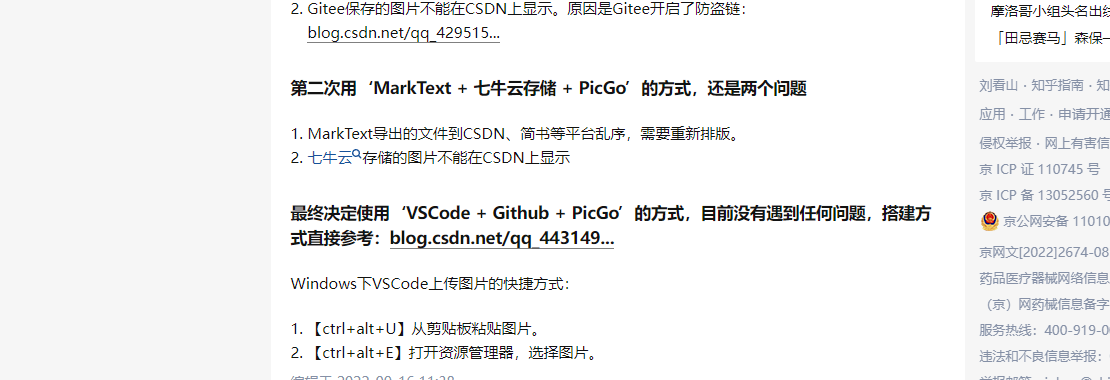 2. Gitee保存的图片不能在CSDN上显示。原因是Gitee开启了防盗链：
blog.csdn.net/qq_429515...
第二次用‘MarkText + 七牛云存储 + PicGo’的方式，还是两个问题
1. MarkText导出的文件到CSDN、简书等平台乱序，需要重新排版。
2. 七牛云存储的图片不能在CSDN上显示
最终决定使用‘VSCode + Github + PicGo’的方式，目前没有遇到任何问题，搭建方
式直接参考：blog.csdn.net/qq_443149...
Windows下VSCode上传图片的快捷方式：
1. 【ctrl+alt+U】从剪贴板粘贴图片。
2. 【ctrl+alt+E】打开资源管理器，选择图片。
摩洛哥小组头名出线
「田忌赛马」森保一
刘看山 · 知乎指南 · 知
应用 · 工作 · 申请开通
侵权举报 · 网上有害信
京 ICP 证 110745 号
京 ICP 备 13052560 号
京公网安备 11010
京网文[2022]2674-08
药品医疗器械网络信息
（京）网药械信息备字
服务热线：400-919-00
违法和不良信息举报：